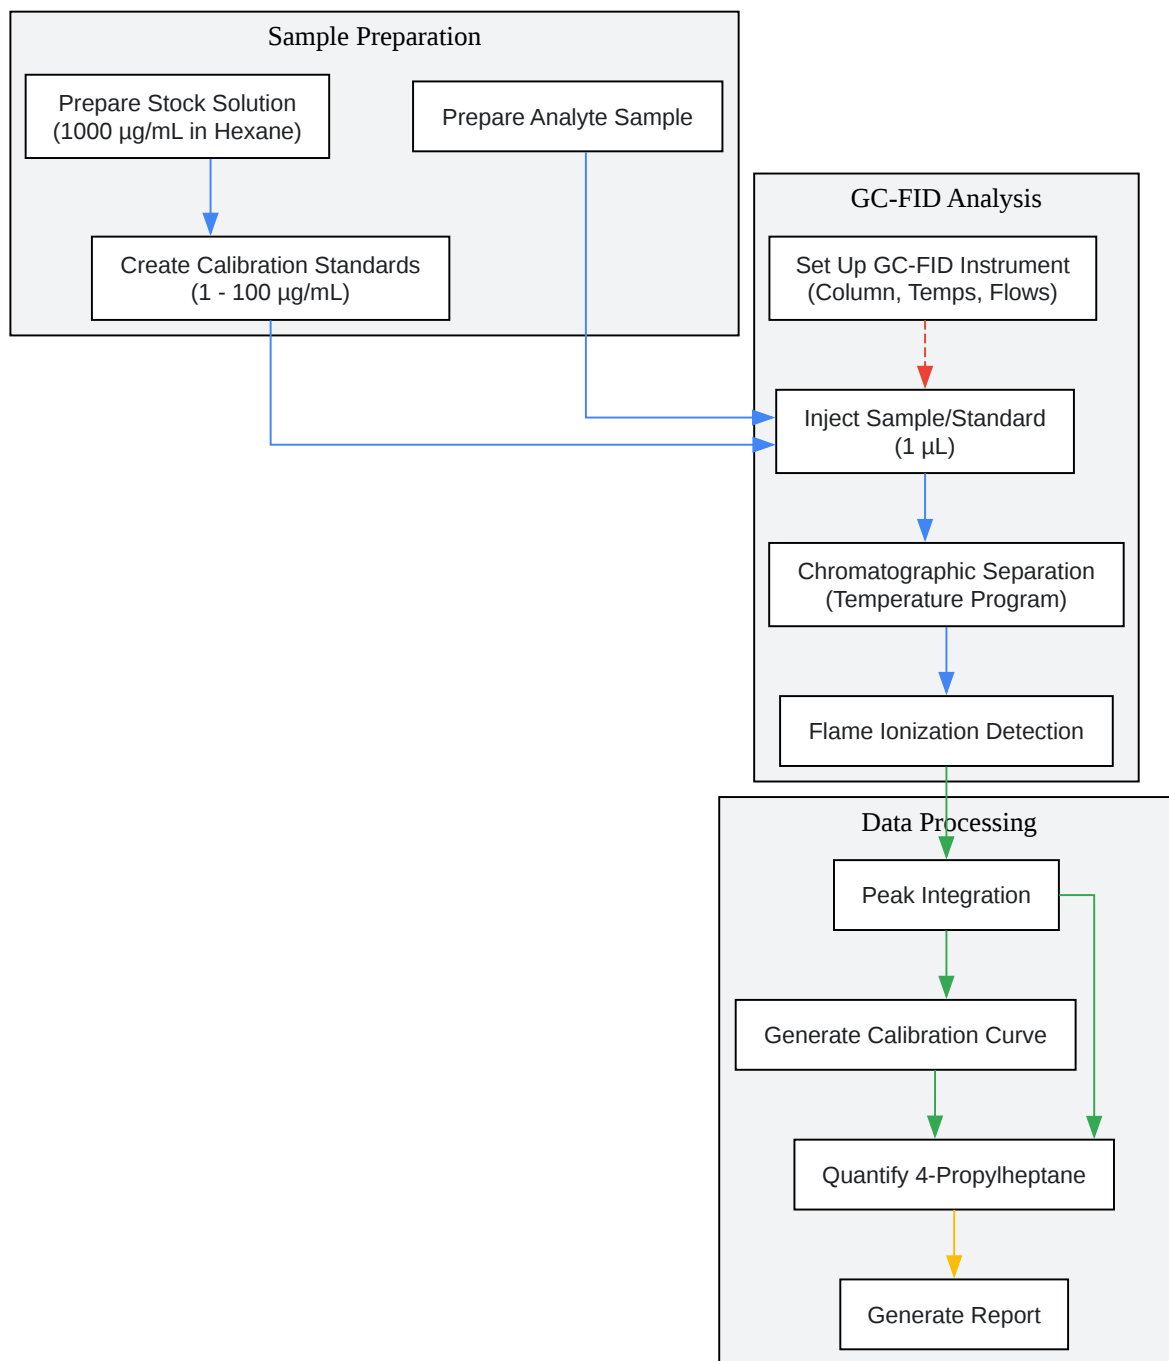 Sample Preparation
Prepare Stock Solution
(1000 µg/mL in Hexane)
Prepare Analyte Sample
Create Calibration Standards
(1 - 100 µg/mL)
GC-FID Analysis
Set Up GC-FID Instrument
(Column, Temps, Flows)
Inject Sample/Standard
(1 µL)
Chromatographic Separation
(Temperature Program)
Flame Ionization Detection
Data Processing
Peak Integration
Generate Calibration Curve
Quantify 4-Propylheptane
Generate Report